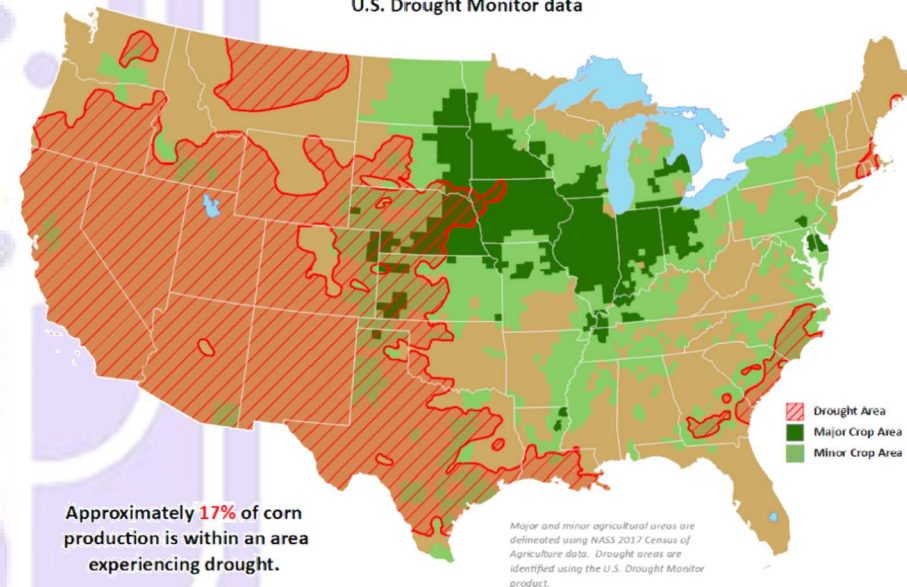 U.S. Drought Monitor data
Drought Area
Major Crop Area
Minor Crop Area
Approximately 17% of corn
production is within an area
experiencing drought.
Major and minor agricultural areas are
delineated using NASS 2017 Census of
Agriculture data. Drought areas are
identified using the U.S. Drought Monitor
product.